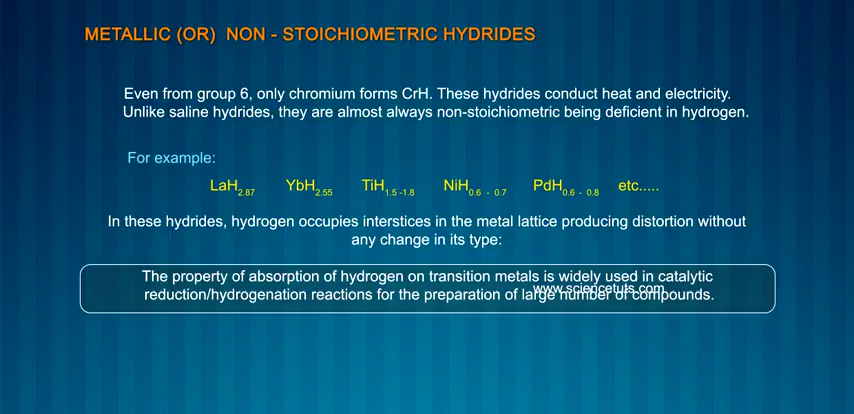 METALLIC (OR) NON - STOICHIOMETRIC HYDRIDES
Even from group 6, only chromium forms CrH. These hydrides conduct heat and electricity.
Unlike saline hydrides, they are almost always non-stoichiometric being deficient in hydrogen.
For example:
LaH2.87 YbH2.55 TiH1.5 -1.8 NiH0.6 - 0.7 PdH0.6 - 0.8 etc.....
In these hydrides, hydrogen occupies interstices in the metal lattice producing distortion without
any change in its type:
The property of absorption of hydrogen on transition metals is widely used in catalytic
www.sciencetuts.com
reduction/hydrogenation reactions for the preparation of large number of compounds.